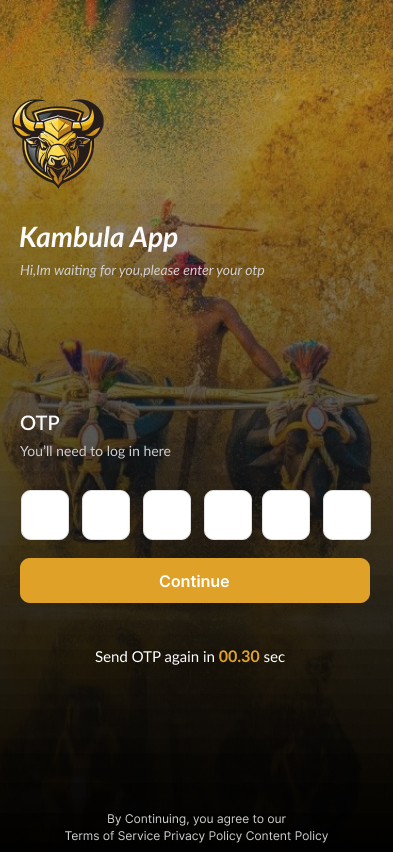 Kambula App
Hi,Im waiting for you,please enter your otp
OTP
You'll need to log in here
Continue
Send OTP again in 00.30 sec
By Continuing, you agree to our
Terms of Service Privacy Policy Content Policy